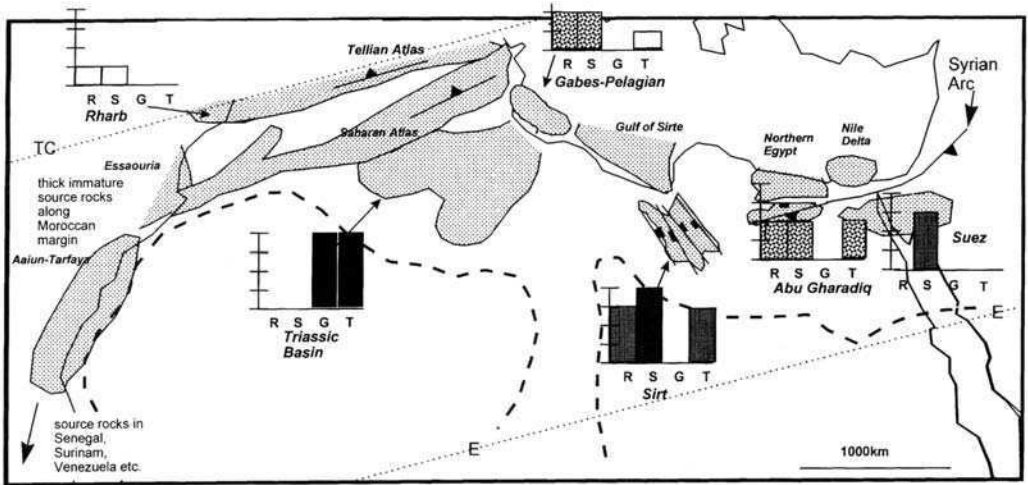 R S G T
Rharb
Tellian Atlas
R S G T
Gabes-Pelagian
Syrian
Arc
TC
Essaouria
Saharan Atlas
Gulf of Sirte
Northern
Egypt
Nile
Delta
thick immature
source rocks
along
Moroccan
margin
Aaiun-Tarfaya
R S G T
Triassic
Basin
R S G T
Sirt
R S G T
Abu Gharadiq
Suez
R S G T
E
E
source rocks in
Senegal,
Surinam,
Venezuela etc.
1000km